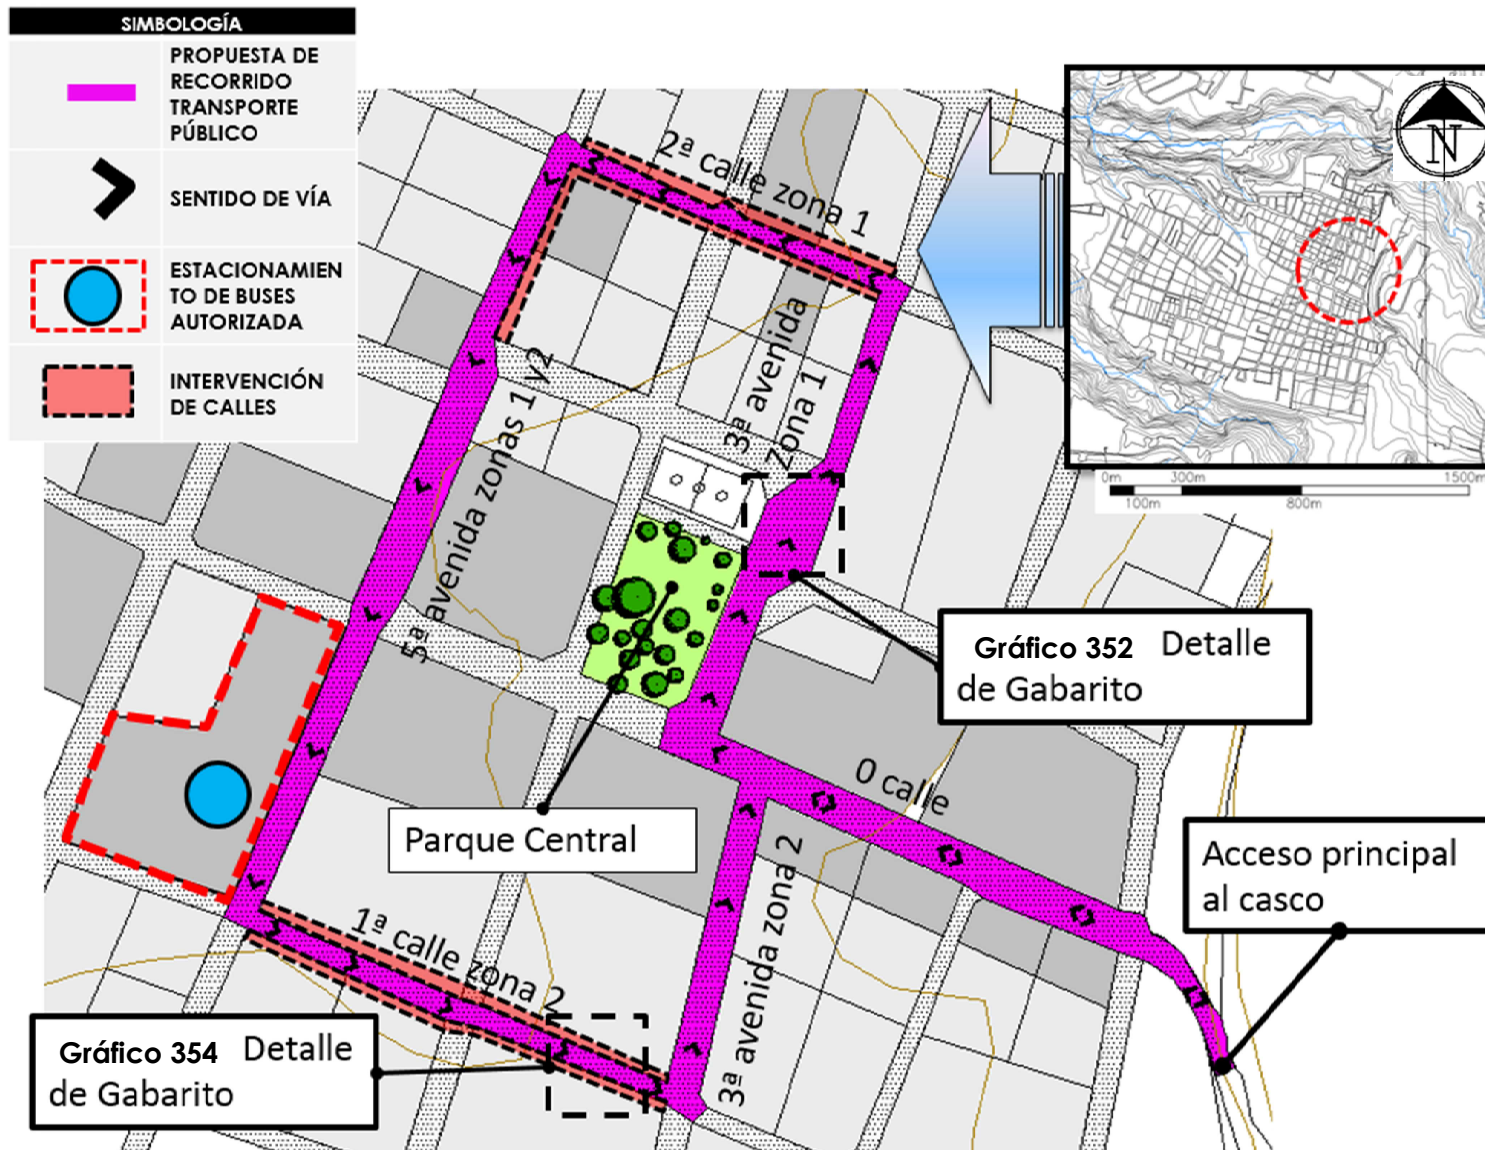 SIMBOLOGÍA
PROPUESTA DE
RECORRIDO
TRANSPORTE
PÚBLICO
SENTIDO DE VÍA
ESTACIONAMIEN
TO DE BUSES
AUTORIZADA
INTERVENCIÓN
DE CALLES
2ª calle zona 1
3ª avenida
zona 1
5ª avenida zonas 1 y2
N
0m 300m 1500m
100m 800m
Gráfico 352 Detalle
de Gabarito
0 calle
Parque Central
Acceso principal
al casco
3ª avenida zona 2
1ª calle zona 2
Gráfico 354 Detalle
de Gabarito